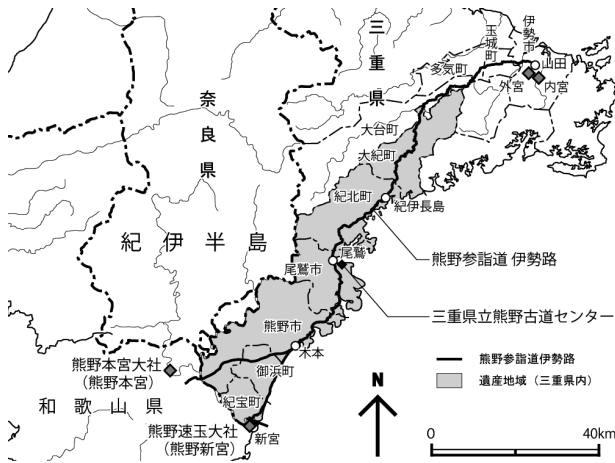 三重県
奈良県
紀伊半島
和歌山県
伊勢市
玉城町
多気町
山田
外宮
内宮
大台町
大紀町
紀北町
紀伊長島
尾鷲
尾鷲市
熊野市
木本
御浜町
紀宝町
新宮
熊野本宮大社
（熊野本宮）
熊野速玉大社
（熊野新宮）
熊野参詣道 伊勢路
三重県立熊野古道センター
熊野参詣道伊勢路
遺産地域（三重県内）
N
0
40km